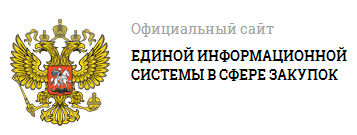 Официальный сайт
ЕДИНОЙ ИНФОРМАЦИОННОЙ
СИСТЕМЫ В СФЕРЕ ЗАКУПОК